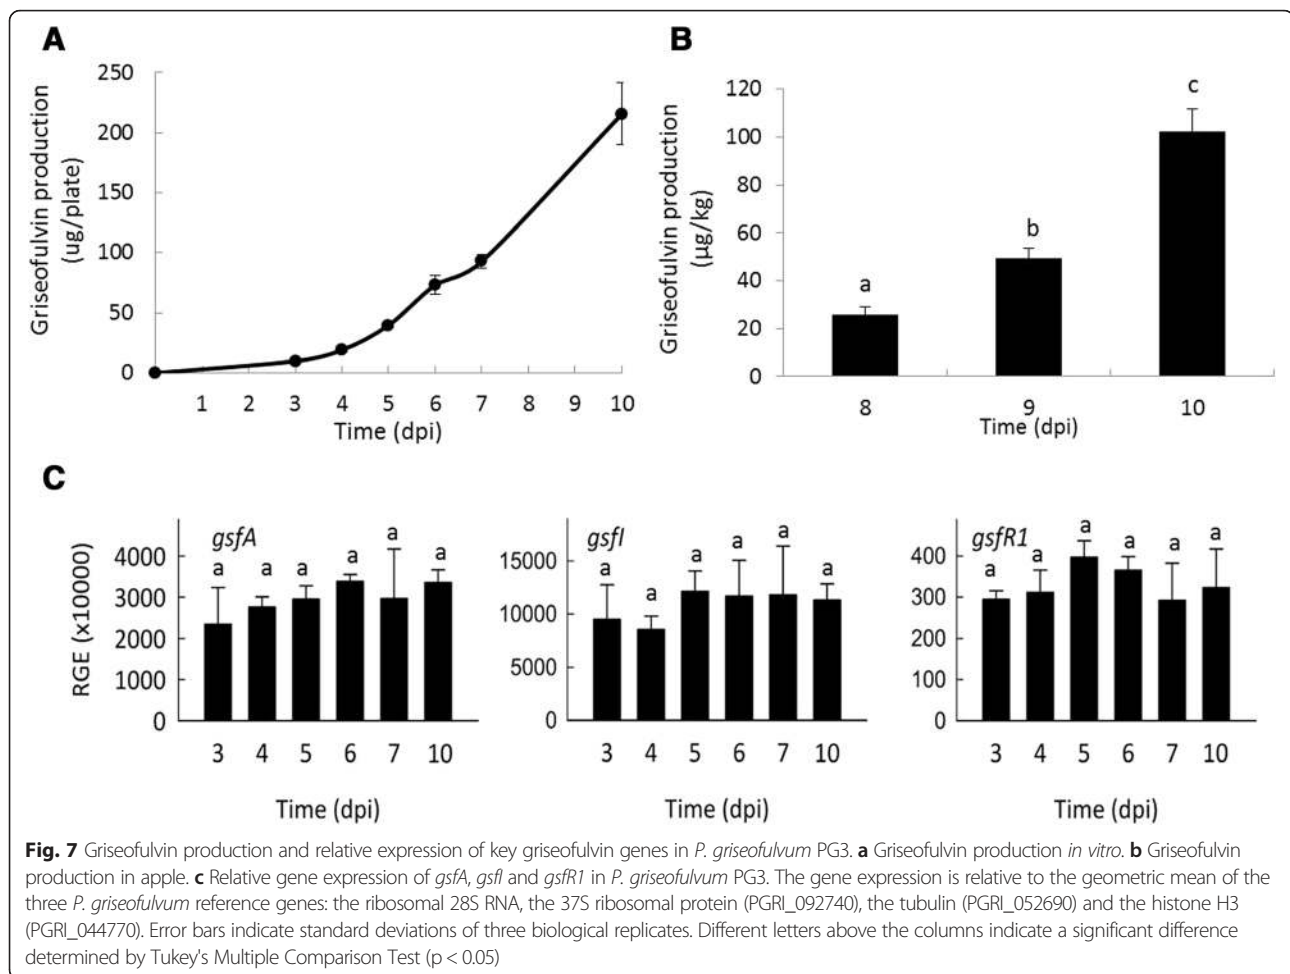 A
Griseofulvin production
(ug/plate)
250
200
150
100
50
0
1 2 3 4 5 6 7 8 9 10
Time (dpi)
B
Griseofulvin production
(µg/kg)
120
100
80
60
40
20
0
a
b
c
8 9 10
Time (dpi)
C
RGE (x10000)
gsfA
4000
3000
2000
1000
0
a a a a a a
3 4 5 6 7 10
Time (dpi)
gsfI
15000
10000
5000
0
a a a a a a
3 4 5 6 7 10
Time (dpi)
gsfR1
400
300
200
100
0
a a a a a a
3 4 5 6 7 10
Time (dpi)
Fig. 7 Griseofulvin production and relative expression of key griseofulvin genes in P. griseofulvum PG3. a Griseofulvin production in vitro. b Griseofulvin
production in apple. c Relative gene expression of gsfA, gsfI and gsfR1 in P. griseofulvum PG3. The gene expression is relative to the geometric mean of the
three P. griseofulvum reference genes: the ribosomal 28S RNA, the 37S ribosomal protein (PGRI_092740), the tubulin (PGRI_052690) and the histone H3
(PGRI_044770). Error bars indicate standard deviations of three biological replicates. Different letters above the columns indicate a significant difference
determined by Tukey's Multiple Comparison Test (p < 0.05)